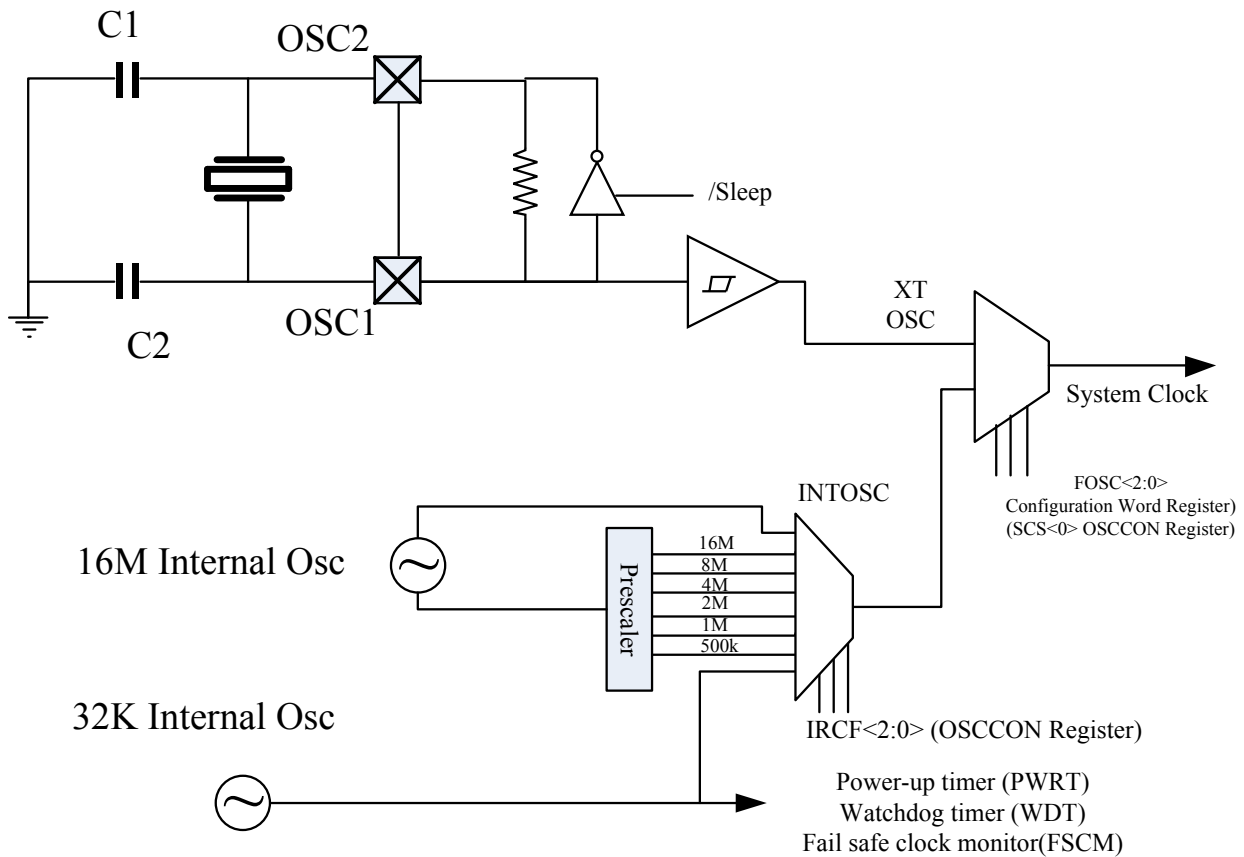 C1
OSC2
/Sleep
OSC1
C2
XT
OSC
System Clock
FOSC<2:0>
Configuration Word Register)
(SCS<0> OSCCON Register)
INTOSC
16M Internal Osc
Prescaler
16M
8M
4M
2M
1M
500k
32K Internal Osc
IRCF<2:0> (OSCCON Register)
Power-up timer (PWRT)
Watchdog timer (WDT)
Fail safe clock monitor(FSCM)